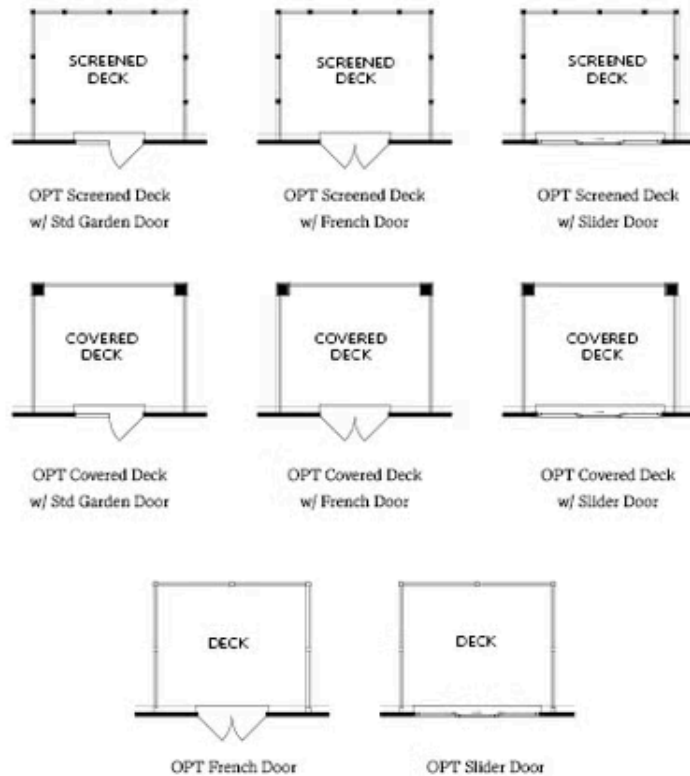 SCREENED
DECK
SCREENED
DECK
SCREENED
DECK
OPT Screened Deck
w/ Std Garden Door
OPT Screened Deck
w/ French Door
OPT Screened Deck
w/ Slider Door
COVERED
DECK
COVERED
DECK
COVERED
DECK
OPT Covered Deck
w/ Std Garden Door
OPT Covered Deck
w/ French Door
OPT Covered Deck
w/ Slider Door
DECK
DECK
OPT French Door
OPT Slider Door